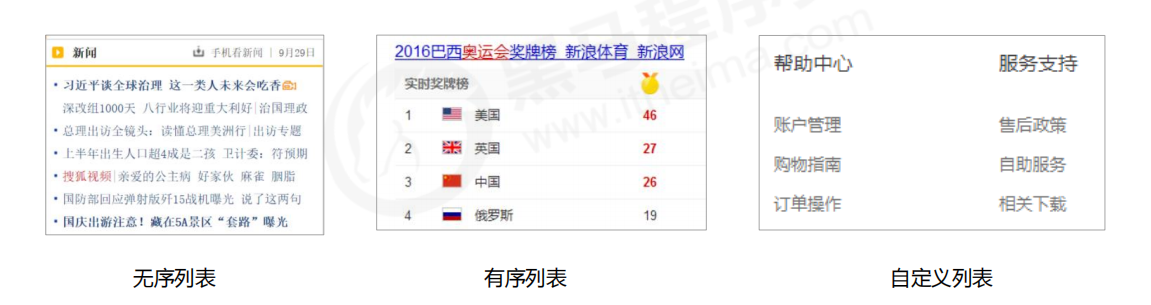 新闻 手机看新闻 | 9月29日
• 习近平谈全球治理 这一类人未来会吃香
深改组1000天 八行业将迎重大利好|治国理政
• 总理出访全镜头：读懂总理美洲行|出访专题
• 上半年出生人口超4成是二孩 卫计委：符预期
• 搜狐视频|亲爱的公主病 好家伙 麻雀 胭脂
• 国防部回应弹射版歼15战机曝光 说了这两句
• 国庆出游注意！藏在5A景区“套路”曝光
无序列表
2016巴西奥运会奖牌榜_新浪体育_新浪网
实时奖牌榜
1 美国 46
2 英国 27
3 中国 26
4 俄罗斯 19
有序列表
帮助中心 服务支持
账户管理 售后政策
购物指南 自助服务
订单操作 相关下载
自定义列表
黑马程序员
www.itheima.com